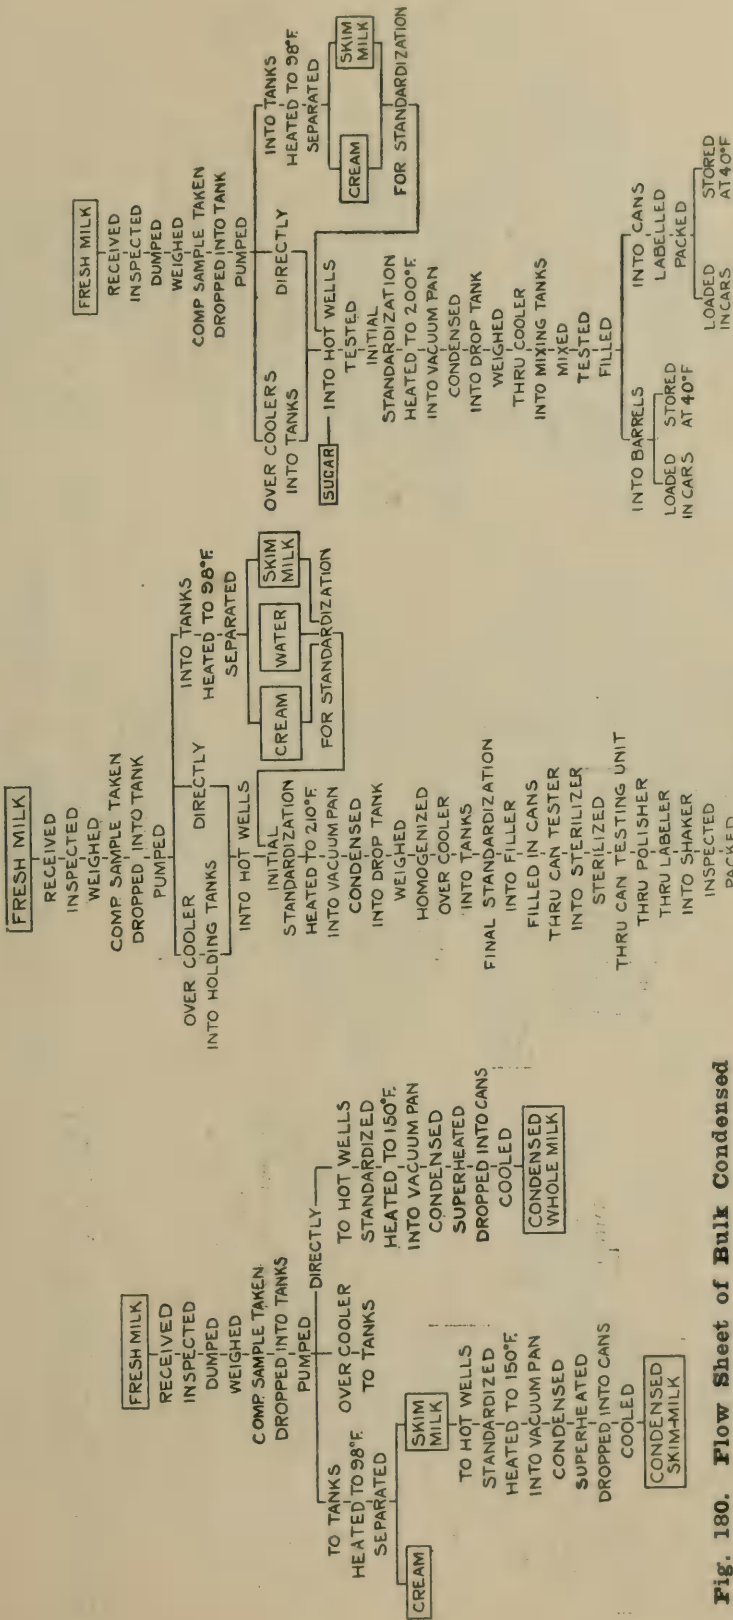 FRESH MILK
RECEIVED
INSPECTED
DUMPED
WEIGHED
COMP SAMPLE TAKEN
DROPPED INTO TANKS
PUMPED
TO TANKS
HEATED TO 98°F.
SEPARATED
CREAM
SKIM
MILK
TO HOT WELLS
STANDARDIZED
HEATED TO 150°F.
INTO VACUUM PAN
CONDENSED
SUPERHEATED
DROPPED INTO CANS
COOLED
CONDENSED
SKIM-MILK
OVER COOLER
TO TANKS
DIRECTLY
TO HOT WELLS
STANDARDIZED
HEATED TO 150°F.
INTO VACUUM PAN
CONDENSED
SUPERHEATED
DROPPED INTO CANS
COOLED
CONDENSED
WHOLE MILK
Fig. 180. Flow Sheet of Bulk Condensed
FRESH MILK
RECEIVED
INSPECTED
WEIGHED
COMP SAMPLE TAKEN
DROPPED INTO TANK
PUMPED
OVER COOLER
INTO HOLDING TANKS
DIRECTLY
INTO TANKS
HEATED TO 98°F.
SEPARATED
CREAM
WATER
SKIM
MILK
FOR STANDARDIZATION
INTO HOT WELLS
INITIAL
STANDARDIZATION
HEATED TO 210°F.
INTO VACUUM PAN
CONDENSED
INTO DROP TANK
WEIGHED
HOMOGENIZED
OVER COOLER
INTO TANKS
FINAL STANDARDIZATION
INTO FILLER
FILLED IN CANS
THRU CAN TESTER
INTO STERILIZER
STERILIZED
THRU CAN TESTING UNIT
THRU POLISHER
THRU LABELER
INTO SHAKER
INSPECTED
PACKED
FRESH MILK
RECEIVED
INSPECTED
DUMPED
WEIGHED
COMP SAMPLE TAKEN
DROPPED INTO TANK
PUMPED
OVER COOLERS
INTO TANKS
DIRECTLY
INTO TANKS
HEATED TO 98°F.
SEPARATED
CREAM
SKIM
MILK
FOR STANDARDIZATION
SUGAR
INTO HOT WELLS
TESTED
INITIAL
STANDARDIZATION
HEATED TO 200°F.
INTO VACUUM PAN
CONDENSED
INTO DROP TANK
WEIGHED
THRU COOLER
INTO MIXING TANKS
MIXED
TESTED
FILLED
INTO BARRELS
LOADED
IN CARS
STORED
AT 40°F
INTO CANS
LABELLED
PACKED
LOADED
IN CARS
STORED
AT 40°F